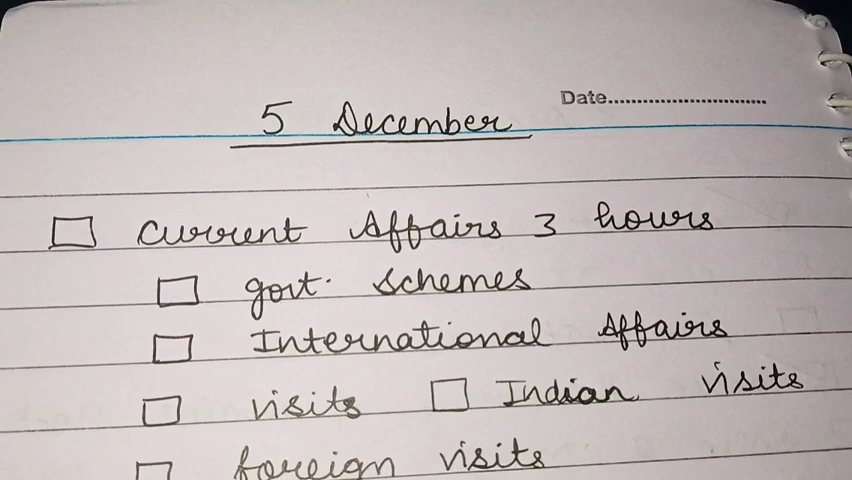 Date............................
5 December
☐ Current Affairs 3 hours
☐ govt. schemes
☐ International Affairs
☐ visits ☐ Indian visits
☐ foreign visits